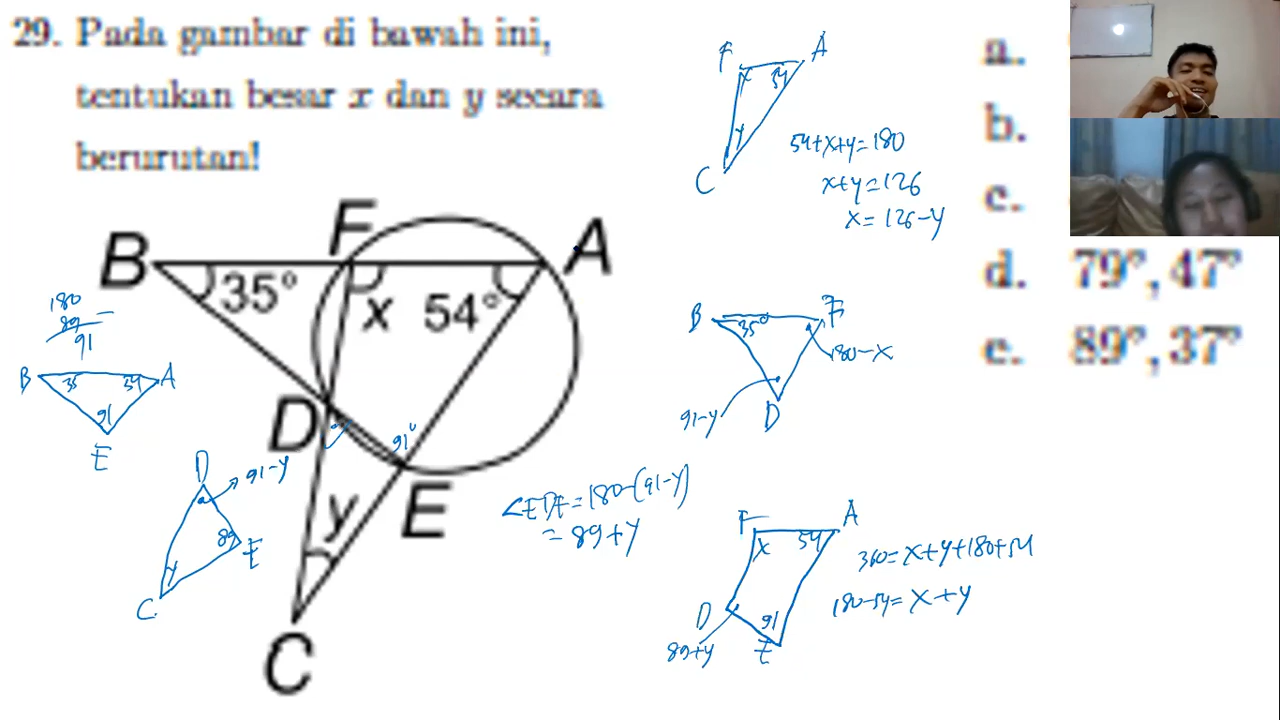 29. Pada gambar di bawah ini,
tentukan besar x dan y secara
berurutan!
B
F
A
35°
x
54°
D
E
y
C
91°
180
89 −
91
B
35
54
A
91
E
D
91-y
89
E
y
C
F
A
x
54
y
C
54+x+y=180
x+y=126
x=126-y
B
35°
F
180-x
91-y
D
∠EDF=180-(91-y)
=89+y
F
A
x
54
D
91
89+y
E
360=x+y+180+54
180-54=x+y
a.
b.
c.
d. 79°, 47°
e. 89°, 37°